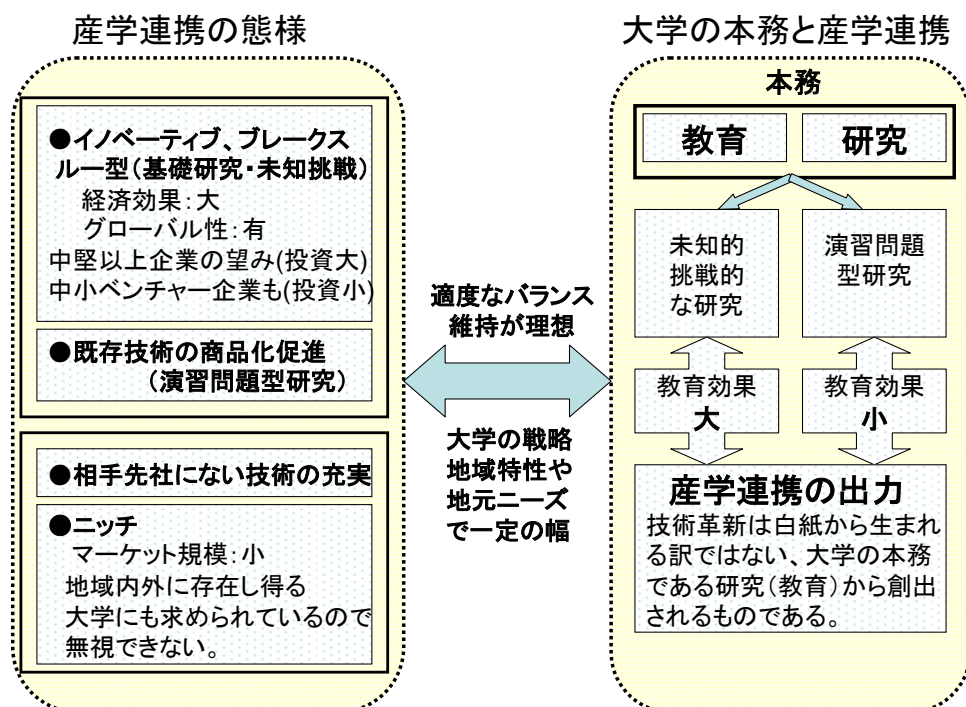 産学連携の態様
●イノベーティブ、ブレークス
ルー型(基礎研究・未知挑戦)
経済効果:大
グローバル性:有
中堅以上企業の望み(投資大)
中小ベンチャー企業も(投資小)
●既存技術の商品化促進
(演習問題型研究)
●相手先社にない技術の充実
●ニッチ
マーケット規模:小
地域内外に存在し得る
大学にも求められているので
無視できない。
適度なバランス
維持が理想
大学の戦略
地域特性や
地元ニーズ
で一定の幅
大学の本務と産学連携
本務
教育
研究
未知的
挑戦的
な研究
演習問題
型研究
教育効果
大
教育効果
小
産学連携の出力
技術革新は白紙から生まれ
る訳ではない、大学の本務
である研究(教育)から創出
されるものである。